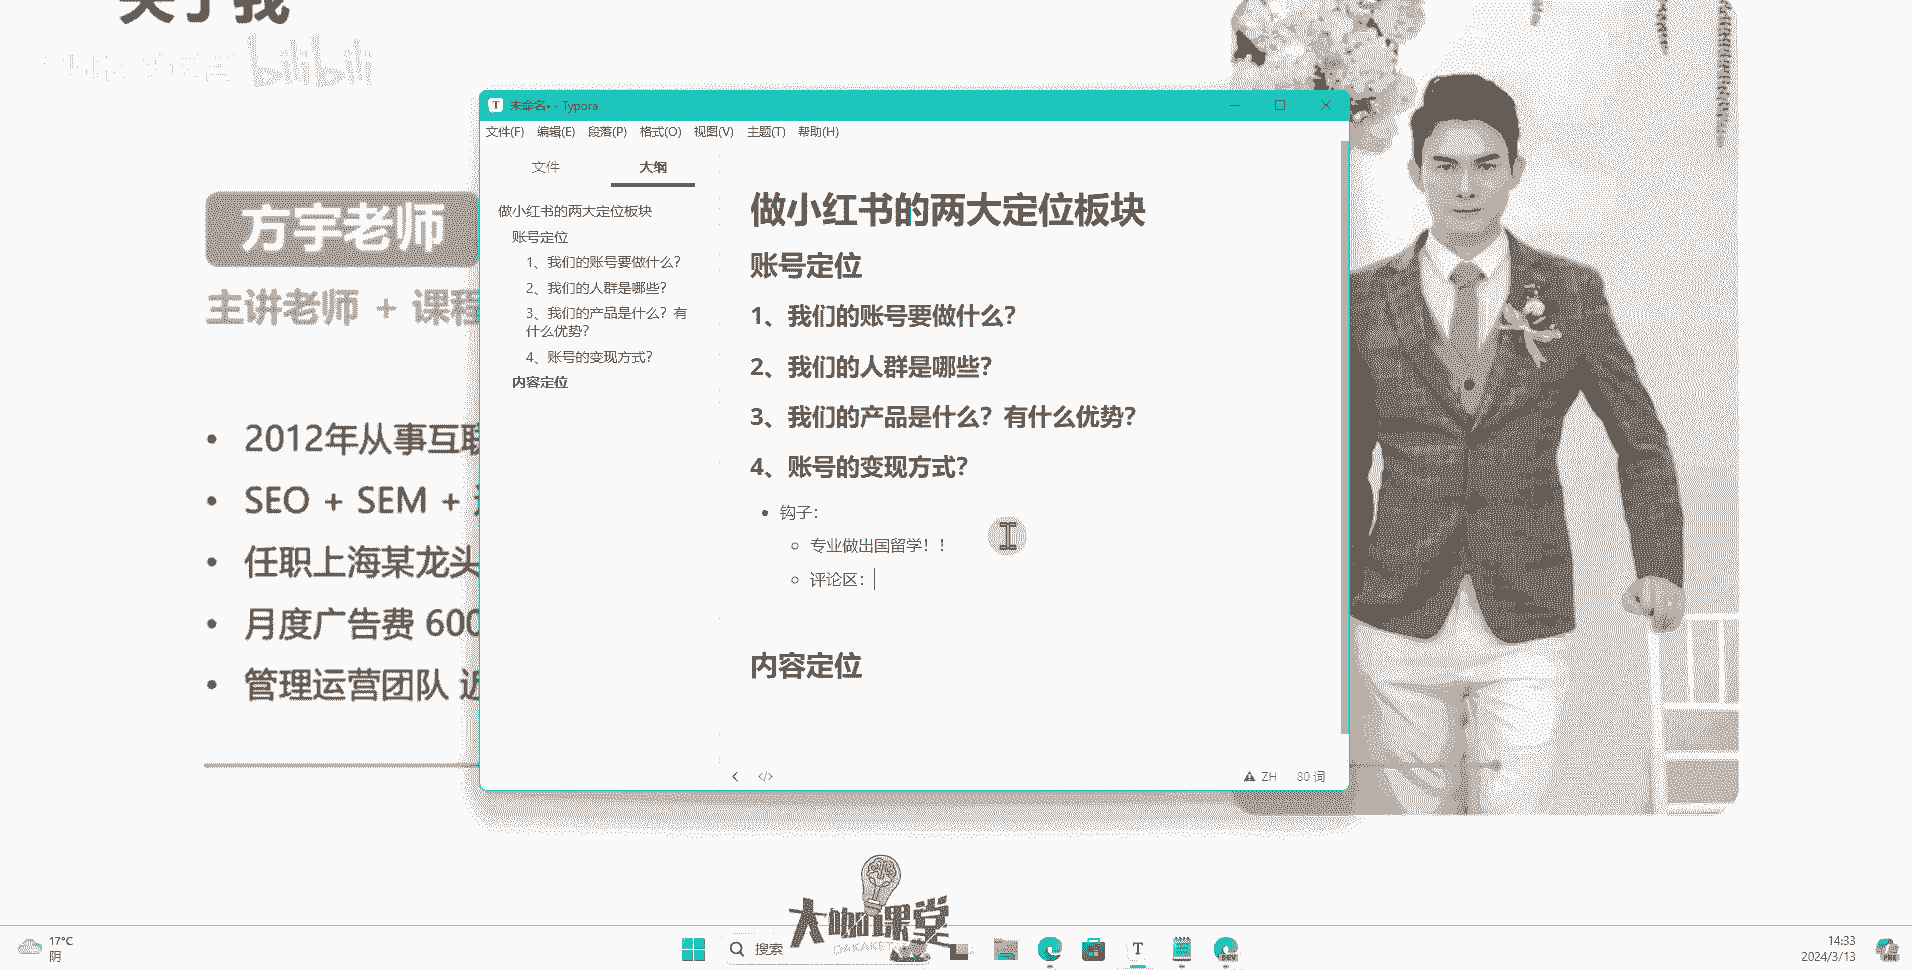 关于我
bilibili
方宇老师
主讲老师 + 课程
• 2012年从事互联
• SEO + SEM +
• 任职上海某龙头
• 月度广告费 600
• 管理运营团队 近
T 未命名• - Typora
文件(F) 编辑(E) 段落(P) 格式(O) 视图(V) 主题(T) 帮助(H)
文件 大纲
做小红书的两大定位板块
账号定位
1、我们的账号要做什么？
2、我们的人群是哪些？
3、我们的产品是什么？有
什么优势？
4、账号的变现方式？
内容定位
做小红书的两大定位板块
账号定位
1、我们的账号要做什么？
2、我们的人群是哪些？
3、我们的产品是什么？有什么优势？
4、账号的变现方式？
• 钩子：
○ 专业做出国留学！！
○ 评论区：
内容定位
</> ZH 80 词
大咖课堂
DAKAKET
17°C
阴
搜索
T
DEV
14:33
2024/3/13
PRE